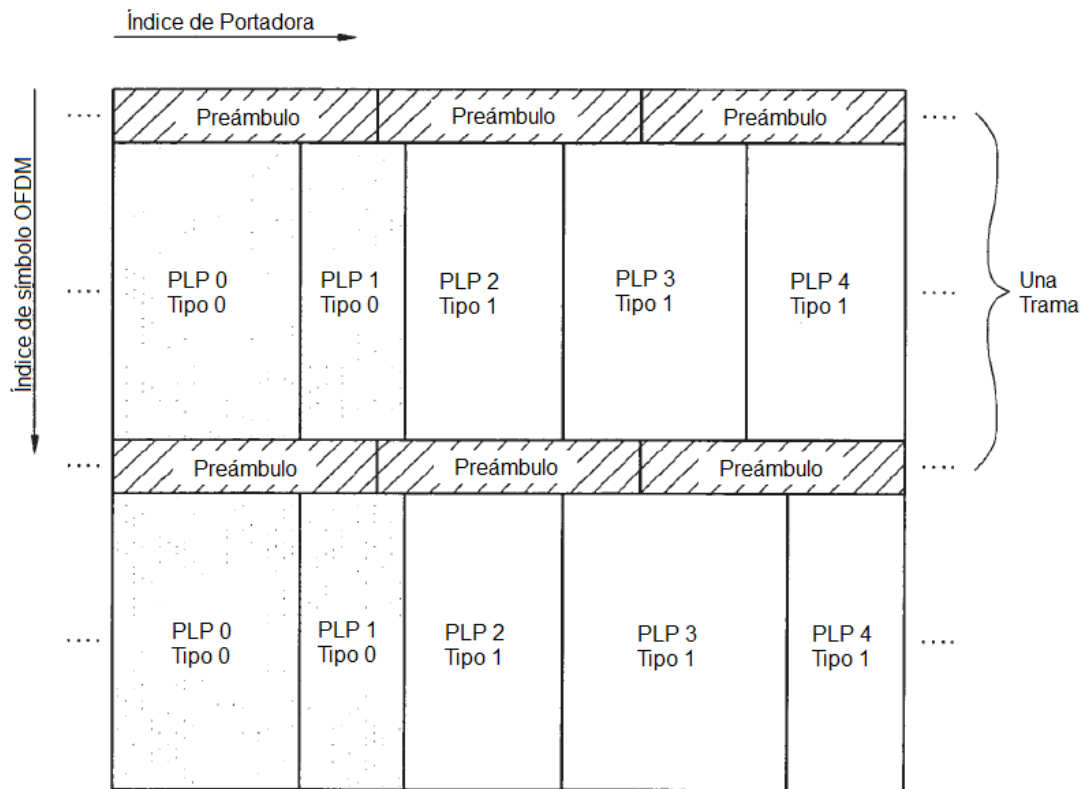 Índice de Portadora
Índice de símbolo OFDM
.... Preámbulo Preámbulo Preámbulo ....
.... PLP 0 PLP 1 PLP 2 PLP 3 PLP 4 ....
Tipo 0 Tipo 0 Tipo 1 Tipo 1 Tipo 1
Una
Trama
.... Preámbulo Preámbulo Preámbulo ....
.... PLP 0 PLP 1 PLP 2 PLP 3 PLP 4 ....
Tipo 0 Tipo 0 Tipo 1 Tipo 1 Tipo 1